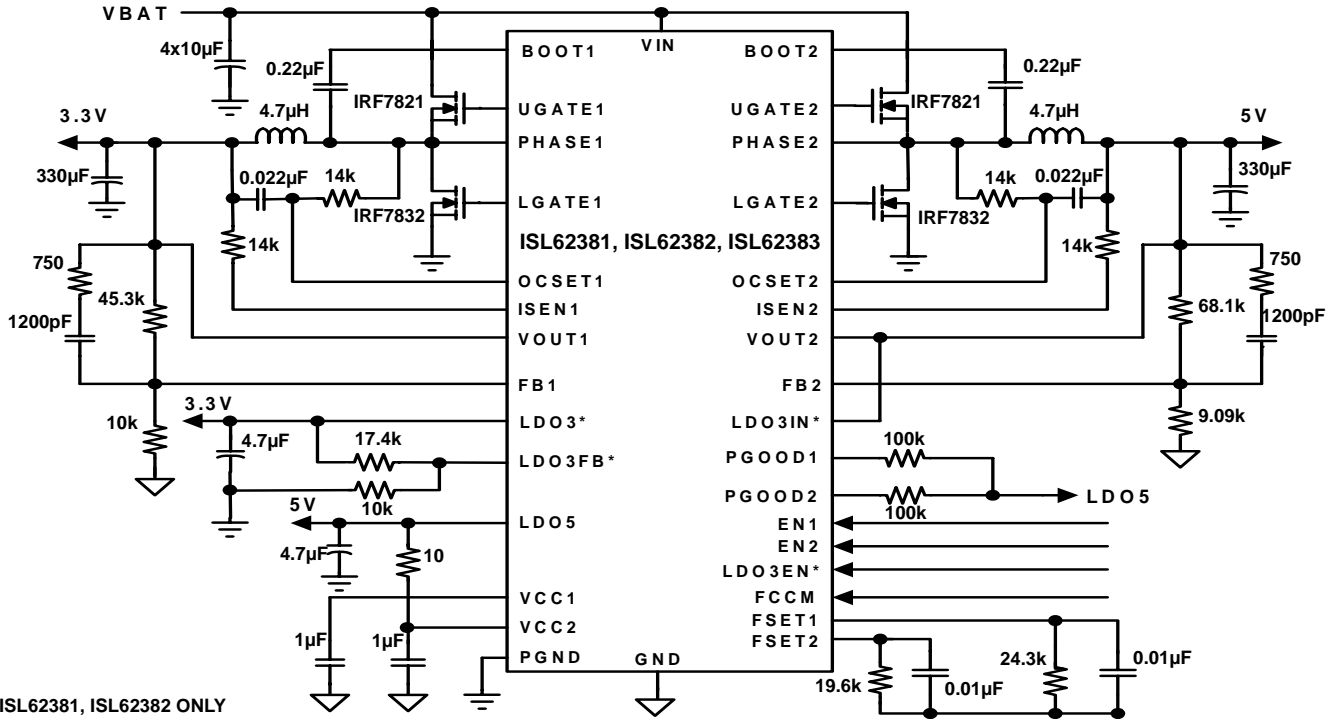 VBAT
4x10µF
0.22µF
BOOT1
VIN
BOOT2
0.22µF
IRF7821
UGATE1
UGATE2
IRF7821
3.3V
4.7µH
PHASE1
PHASE2
4.7µH
5V
330µF
0.022µF
14k
IRF7832
LGATE1
LGATE2
IRF7832
14k
0.022µF
330µF
14k
ISL62381, ISL62382, ISL62383
14k
750
45.3k
1200pF
OCSET1
ISEN1
VOUT1
FB1
OCSET2
ISEN2
VOUT2
FB2
68.1k
750
1200pF
10k
3.3V
4.7µF
LDO3*
17.4k
LDO3FB*
10k
LDO3IN*
9.09k
PGOOD1
100k
PGOOD2
100k
LDO5
5V
4.7µF
10
LDO5
EN1
EN2
LDO3EN*
FCCM
FSET1
FSET2
VCC1
VCC2
1µF
1µF
PGND
GND
19.6k
0.01µF
24.3k
0.01µF
ISL62381, ISL62382 ONLY